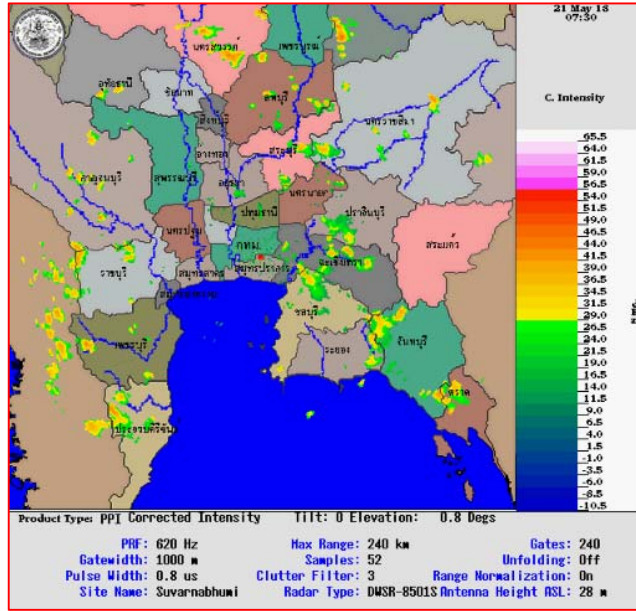 21 May 18
07:30
C. Intensity
นครสวรรค์
เพชรบูรณ์
อุทัยธานี
ชัยนาท
ลพบุรี
สิงห์บุรี
นครราชสีมา
อ่างทอง
สระบุรี
กาญจนบุรี
สุพรรณบุรี
อยุธยา
นครนายก
ปทุมธานี
ปราจีนบุรี
นครปฐม
กทม.
สระแก้ว
ราชบุรี
สมุทรสาคร
สมุทรปราการ
ฉะเชิงเทรา
สมุทรสงคราม
ชลบุรี
เพชรบุรี
ระยอง
จันทบุรี
ตราด
ประจวบคีรีขันธ์
65.5
64.0
61.5
59.0
56.5
54.0
51.5
49.0
46.5
44.0
41.5
39.0
36.5
34.0
31.5
29.0
26.5
24.0
21.5
19.0
16.5
14.0
11.5
9.0
6.5
4.0
1.5
-1.0
-3.5
-6.0
-8.5
-10.5
Product Type: PPI Corrected Intensity Tilt: 0 Elevation: 0.8 Degs
PRF: 620 Hz Max Range: 240 km Gates: 240
Gatewidth: 1000 m Samples: 52 Unfolding: Off
Pulse Width: 0.8 us Clutter Filter: 3 Range Normalization: On
Site Name: Suvarnabhumi Radar Type: DWSR-8501S Antenna Height ASL: 28 m